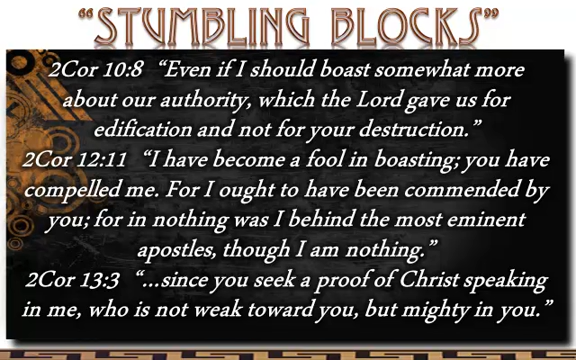 “STUMBLING BLOCKS”
2Cor 10:8 “Even if I should boast somewhat more
about our authority, which the Lord gave us for
edification and not for your destruction.”
2Cor 12:11 “I have become a fool in boasting; you have
compelled me. For I ought to have been commended by
you; for in nothing was I behind the most eminent
apostles, though I am nothing.”
2Cor 13:3 “...since you seek a proof of Christ speaking
in me, who is not weak toward you, but mighty in you.”